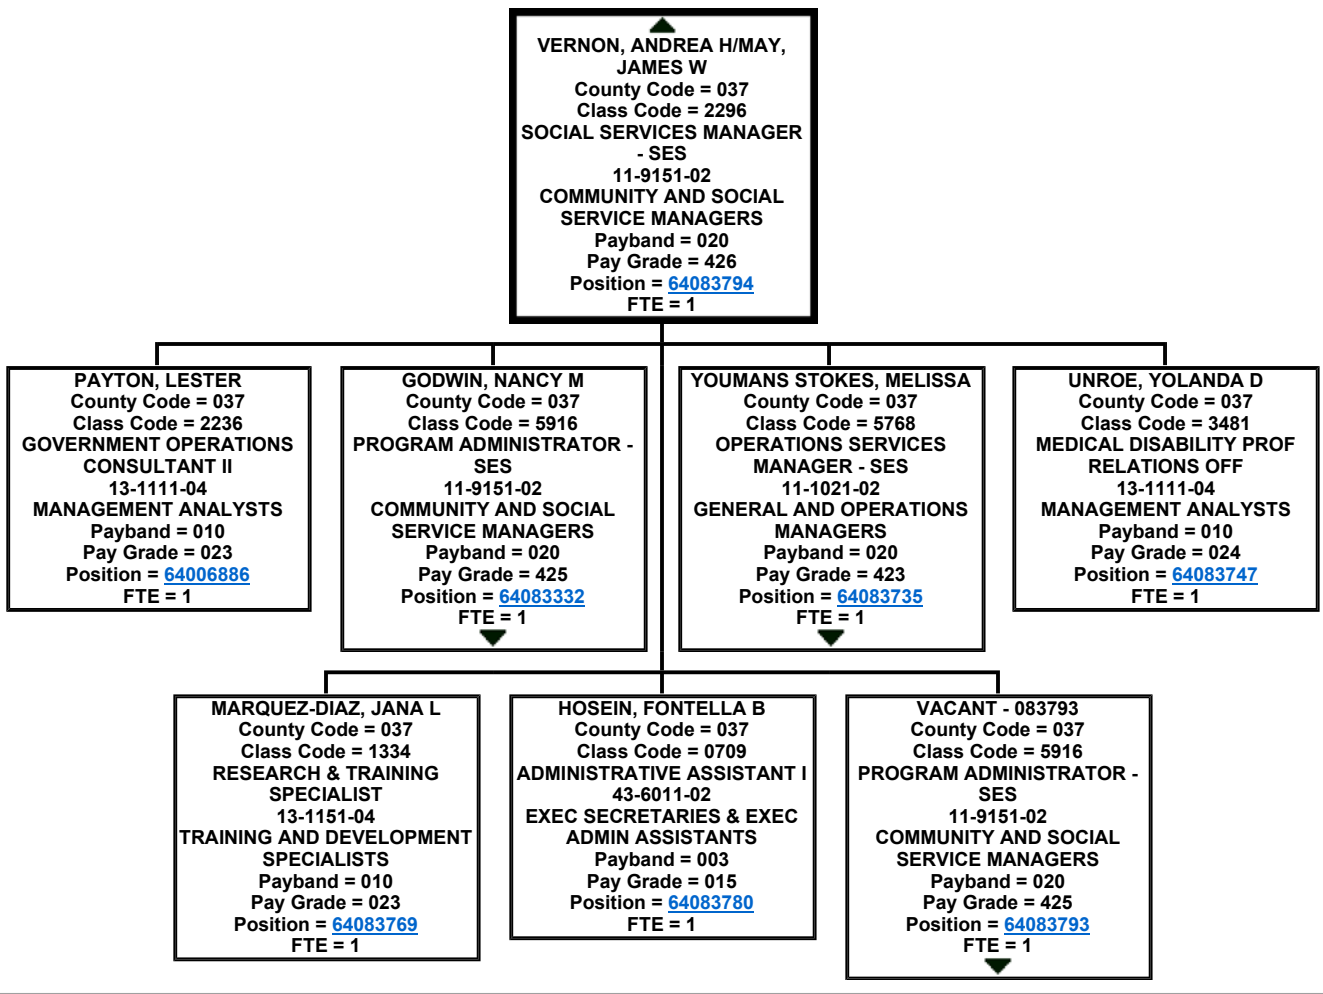 VERNON, ANDREA H/MAY,
JAMES W
County Code = 037
Class Code = 2296
SOCIAL SERVICES MANAGER
- SES
11-9151-02
COMMUNITY AND SOCIAL
SERVICE MANAGERS
Payband = 020
Pay Grade = 426
Position = 64083794
FTE = 1
PAYTON, LESTER
County Code = 037
Class Code = 2236
GOVERNMENT OPERATIONS
CONSULTANT II
13-1111-04
MANAGEMENT ANALYSTS
Payband = 010
Pay Grade = 023
Position = 64006886
FTE = 1
GODWIN, NANCY M
County Code = 037
Class Code = 5916
PROGRAM ADMINISTRATOR -
SES
11-9151-02
COMMUNITY AND SOCIAL
SERVICE MANAGERS
Payband = 020
Pay Grade = 425
Position = 64083332
FTE = 1
YOUMANS STOKES, MELISSA
County Code = 037
Class Code = 5768
OPERATIONS SERVICES
MANAGER - SES
11-1021-02
GENERAL AND OPERATIONS
MANAGERS
Payband = 020
Pay Grade = 423
Position = 64083735
FTE = 1
UNROE, YOLANDA D
County Code = 037
Class Code = 3481
MEDICAL DISABILITY PROF
RELATIONS OFF
13-1111-04
MANAGEMENT ANALYSTS
Payband = 010
Pay Grade = 024
Position = 64083747
FTE = 1
MARQUEZ-DIAZ, JANA L
County Code = 037
Class Code = 1334
RESEARCH & TRAINING
SPECIALIST
13-1151-04
TRAINING AND DEVELOPMENT
SPECIALISTS
Payband = 010
Pay Grade = 023
Position = 64083769
FTE = 1
HOSEIN, FONTELLA B
County Code = 037
Class Code = 0709
ADMINISTRATIVE ASSISTANT I
43-6011-02
EXEC SECRETARIES & EXEC
ADMIN ASSISTANTS
Payband = 003
Pay Grade = 015
Position = 64083780
FTE = 1
VACANT - 083793
County Code = 037
Class Code = 5916
PROGRAM ADMINISTRATOR -
SES
11-9151-02
COMMUNITY AND SOCIAL
SERVICE MANAGERS
Payband = 020
Pay Grade = 425
Position = 64083793
FTE = 1